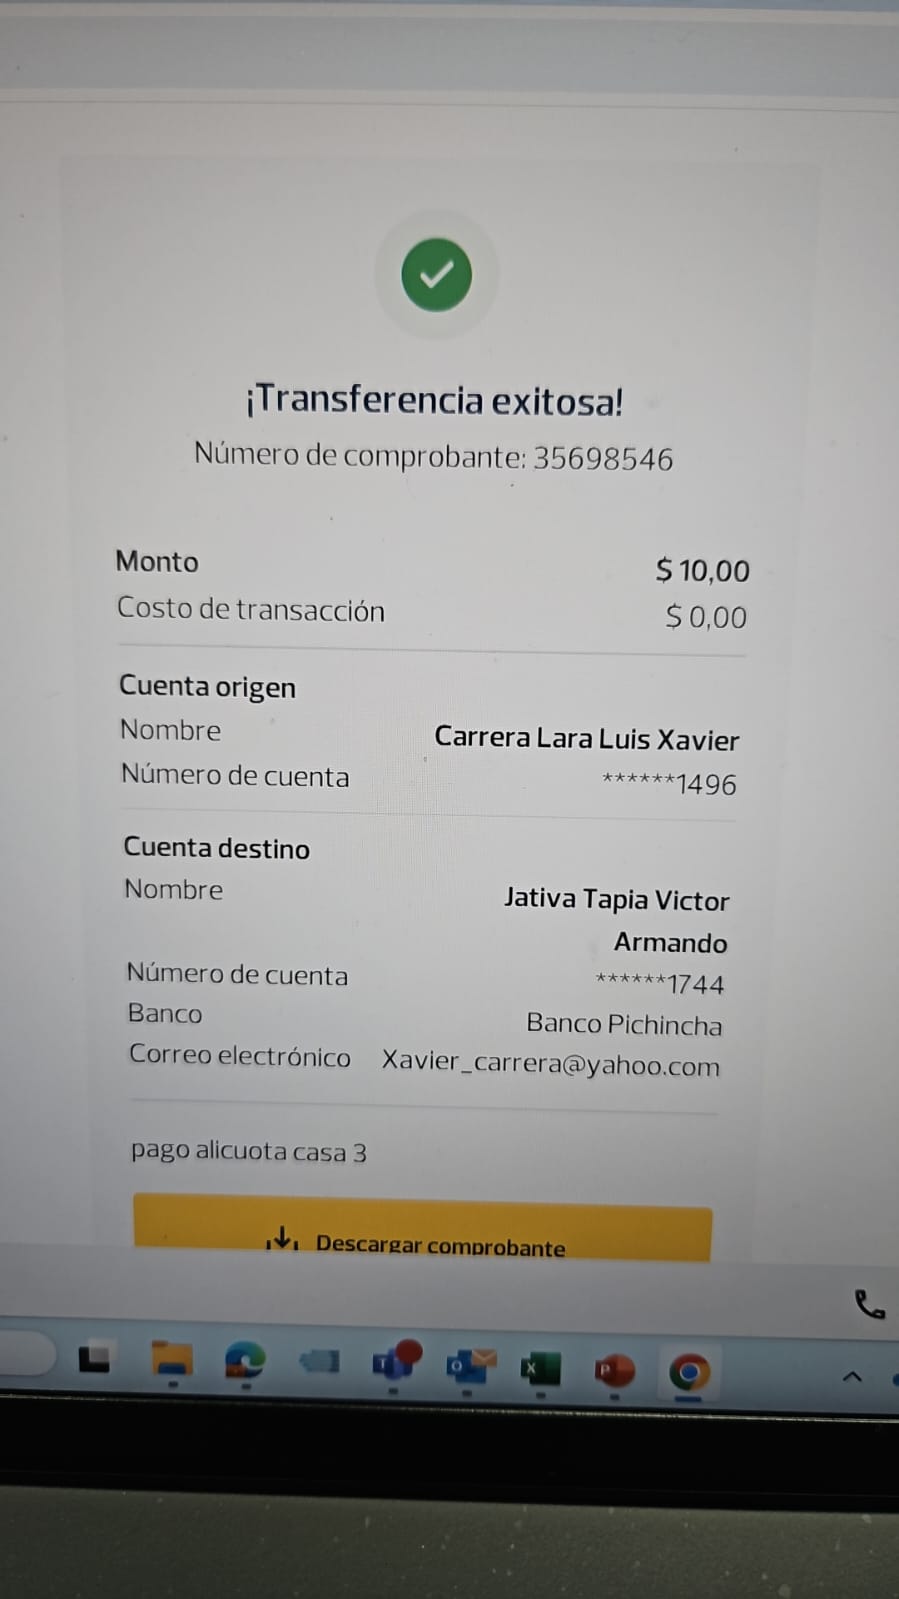 ¡Transferencia exitosa!
Número de comprobante: 35698546
Monto $ 10,00
Costo de transacción $ 0,00
Cuenta origen
Nombre Carrera Lara Luis Xavier
Número de cuenta ******1496
Cuenta destino
Nombre Jativa Tapia Victor
Armando
Número de cuenta ******1744
Banco Banco Pichincha
Correo electrónico Xavier_carrera@yahoo.com
pago alicuota casa 3
Descargar comprobante